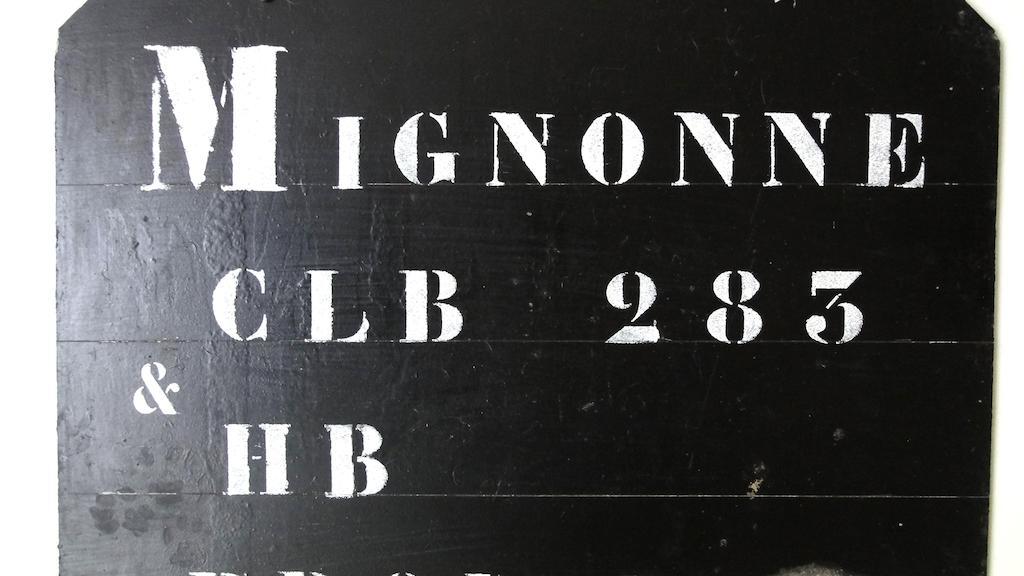 MIGNONNE
CLB 283
&
HB